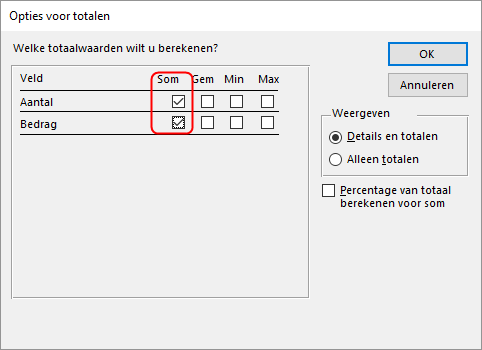 Opties voor totalen
Welke totaalwaarden wilt u berekenen?
OK
Annuleren
Veld Som Gem Min Max
Aantal
Bedrag
Weergeven
Details en totalen
Alleen totalen
Percentage van totaal
berekenen voor som